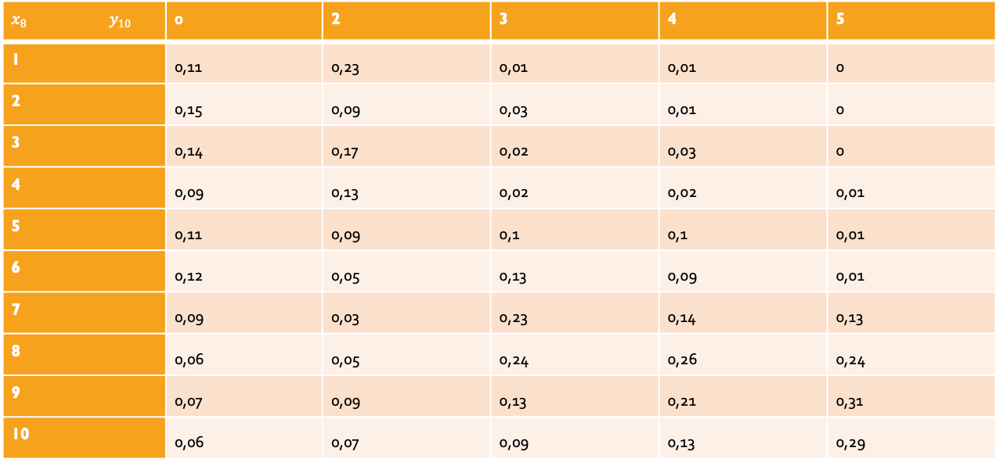 x₈ y₁₀ 0 2 3 4 5
1 0,11 0,23 0,01 0,01 0
2 0,15 0,09 0,03 0,01 0
3 0,14 0,17 0,02 0,03 0
4 0,09 0,13 0,02 0,02 0,01
5 0,11 0,09 0,1 0,1 0,01
6 0,12 0,05 0,13 0,09 0,01
7 0,09 0,03 0,23 0,14 0,13
8 0,06 0,05 0,24 0,26 0,24
9 0,07 0,09 0,13 0,21 0,31
10 0,06 0,07 0,09 0,13 0,29